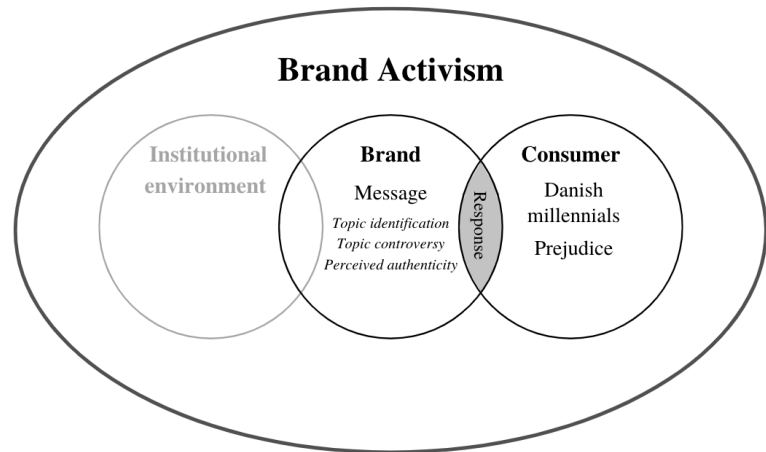 Brand Activism
Institutional
environment
Brand
Message
Topic identification
Topic controversy
Perceived authenticity
Response
Consumer
Danish
millennials
Prejudice